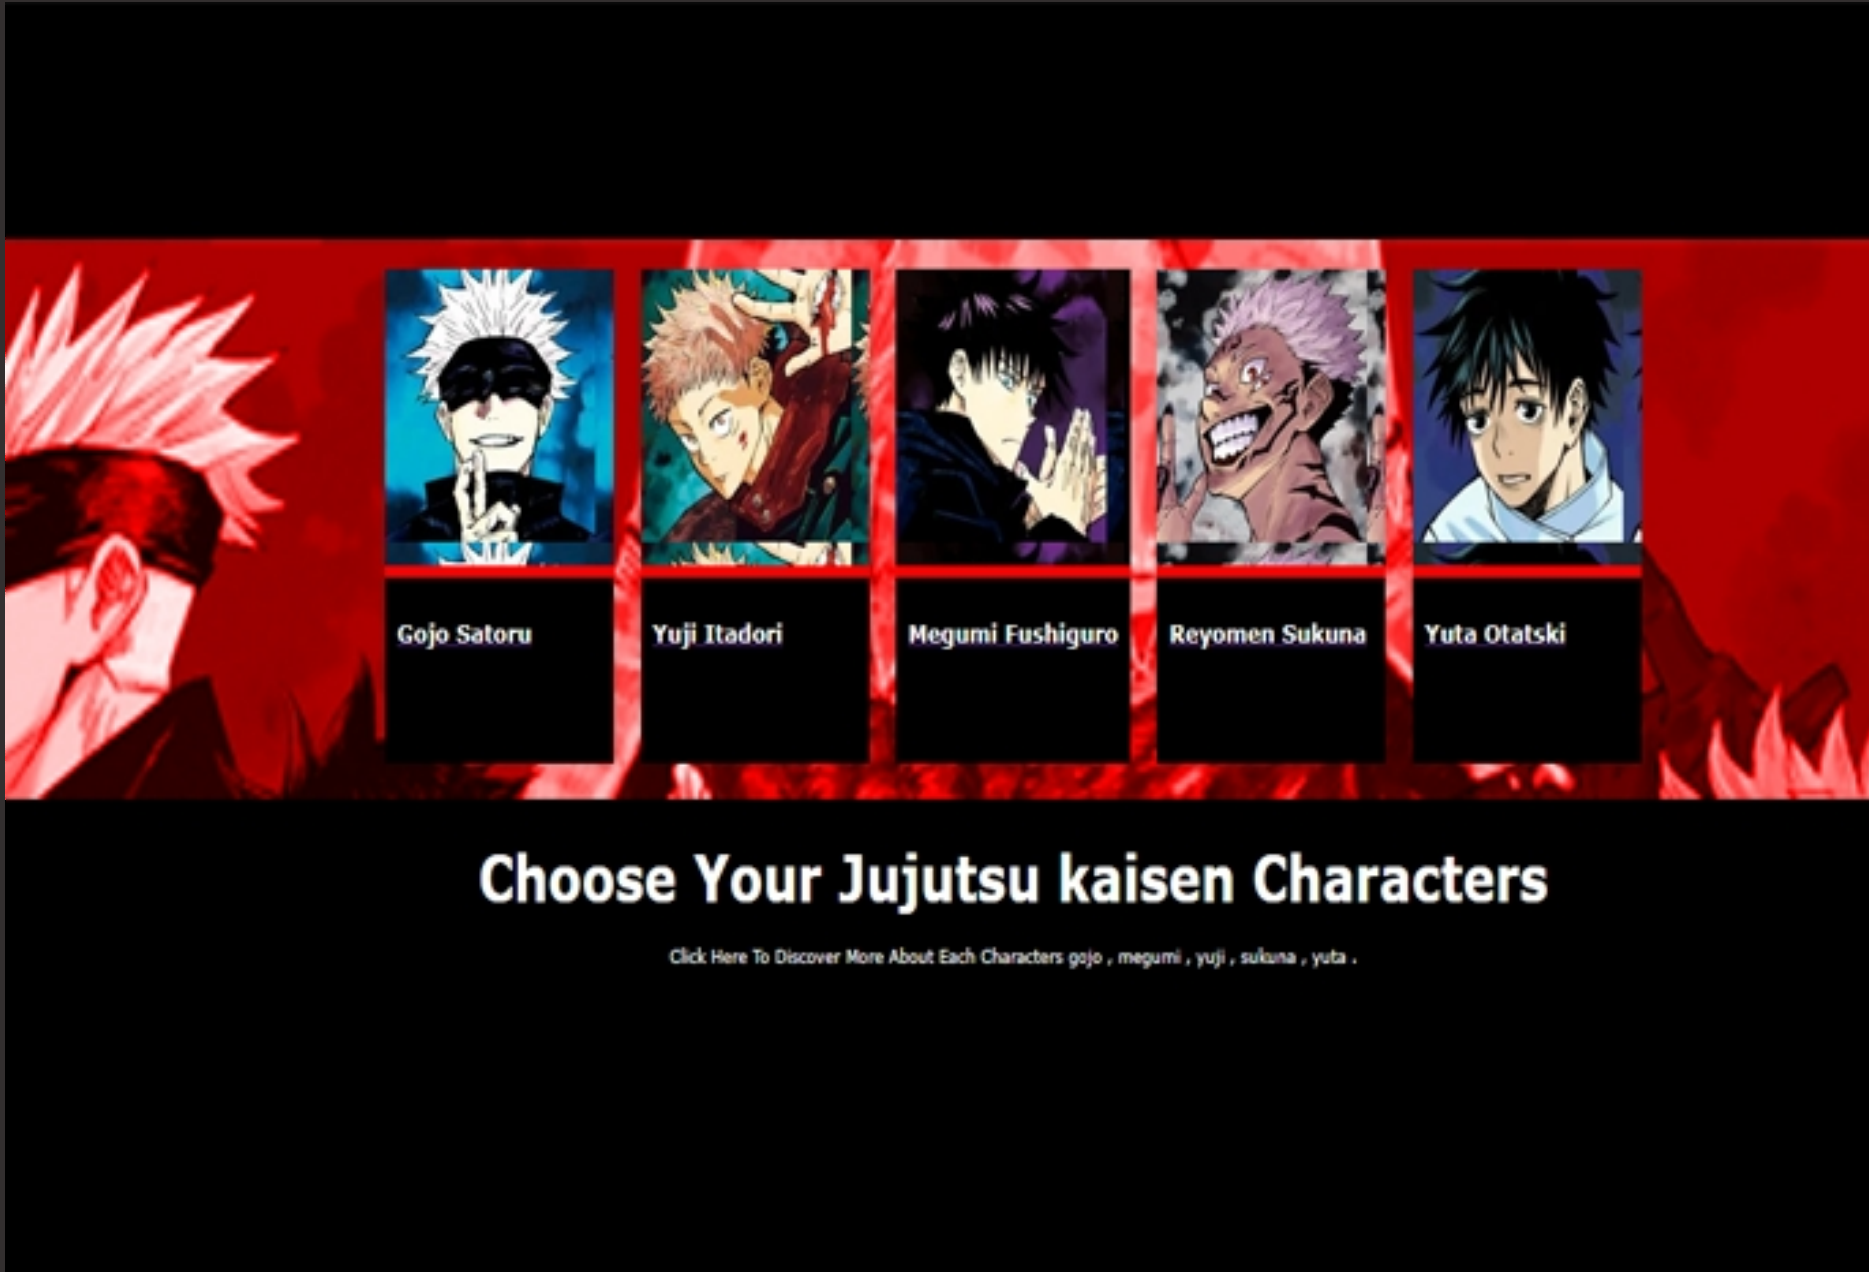 Gojo Satoru
Yuji Itadori
Megumi Fushiguro
Reyomen Sukuna
Yuta Otatski
Choose Your Jujutsu kaisen Characters
Click Here To Discover More About Each Characters gojo , megumi , yuji , sukuna , yuta .